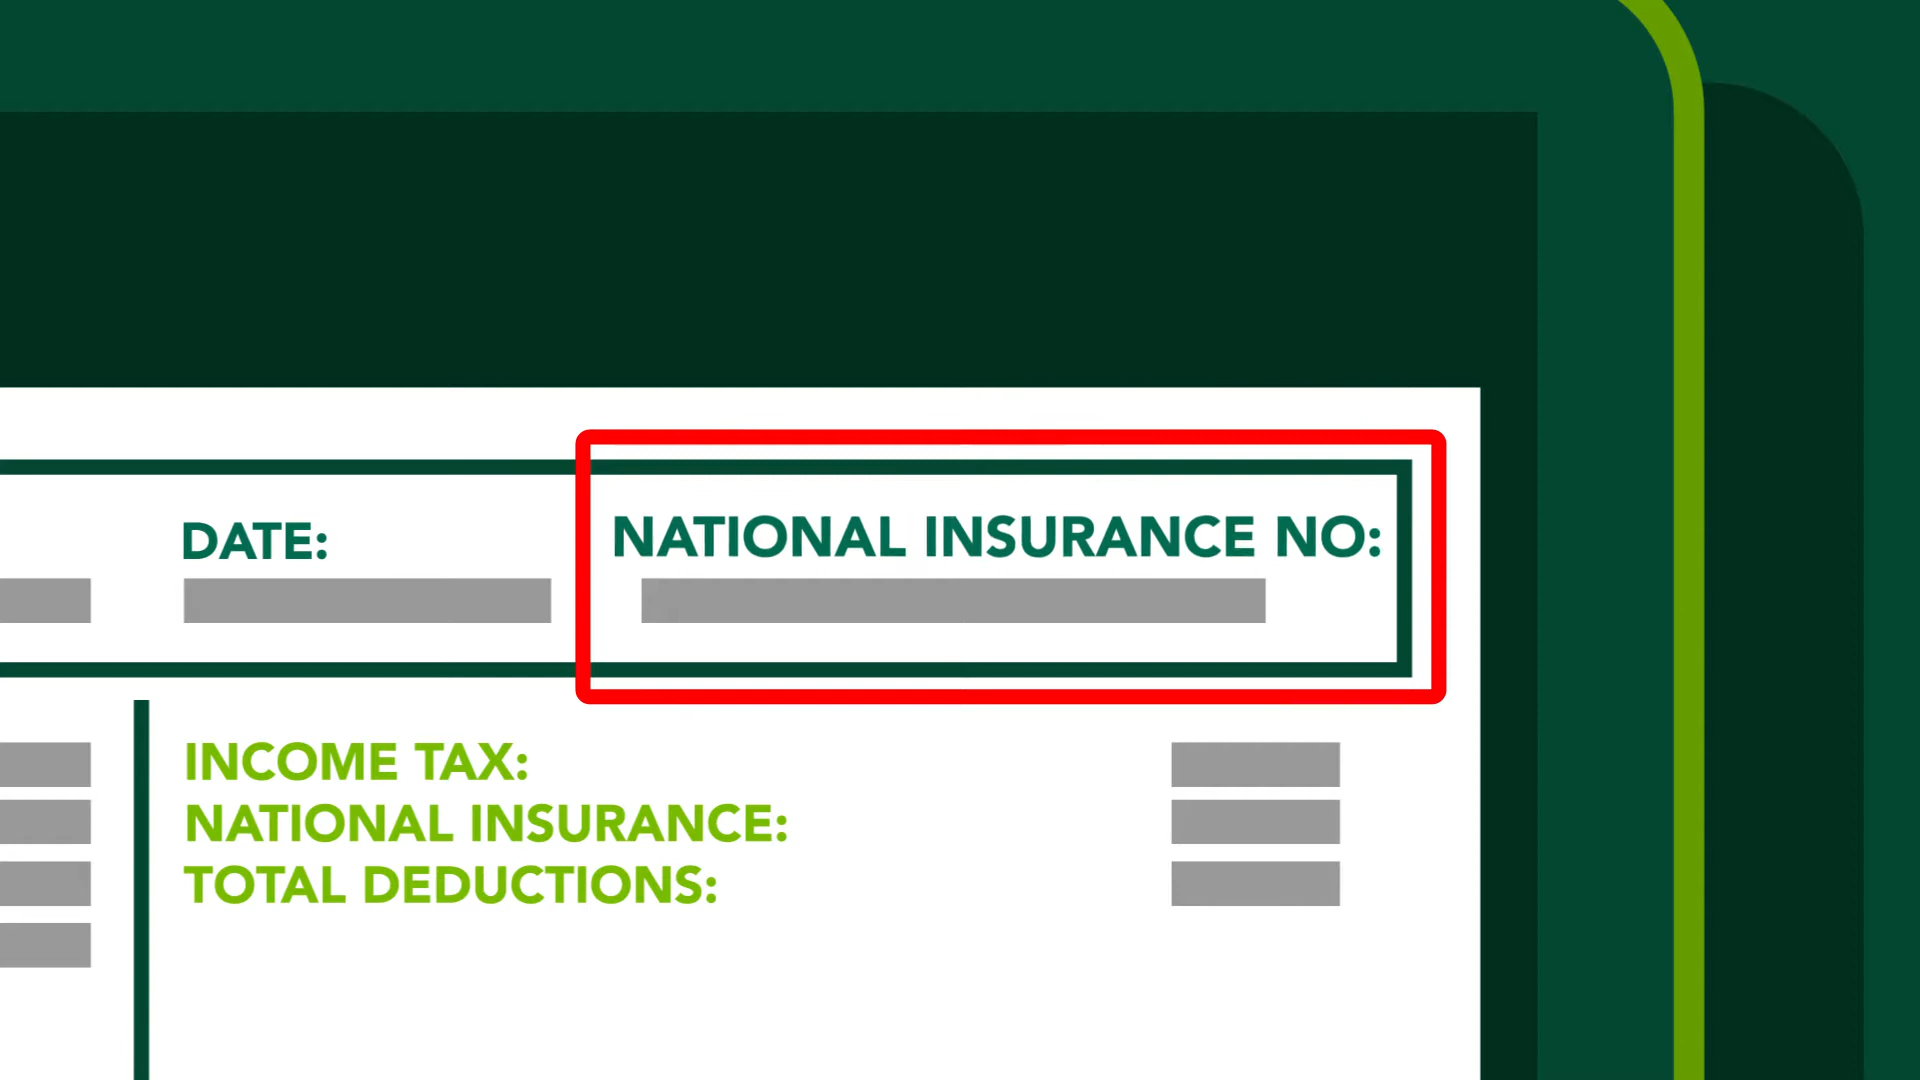 DATE:
NATIONAL INSURANCE NO:
INCOME TAX:
NATIONAL INSURANCE:
TOTAL DEDUCTIONS: